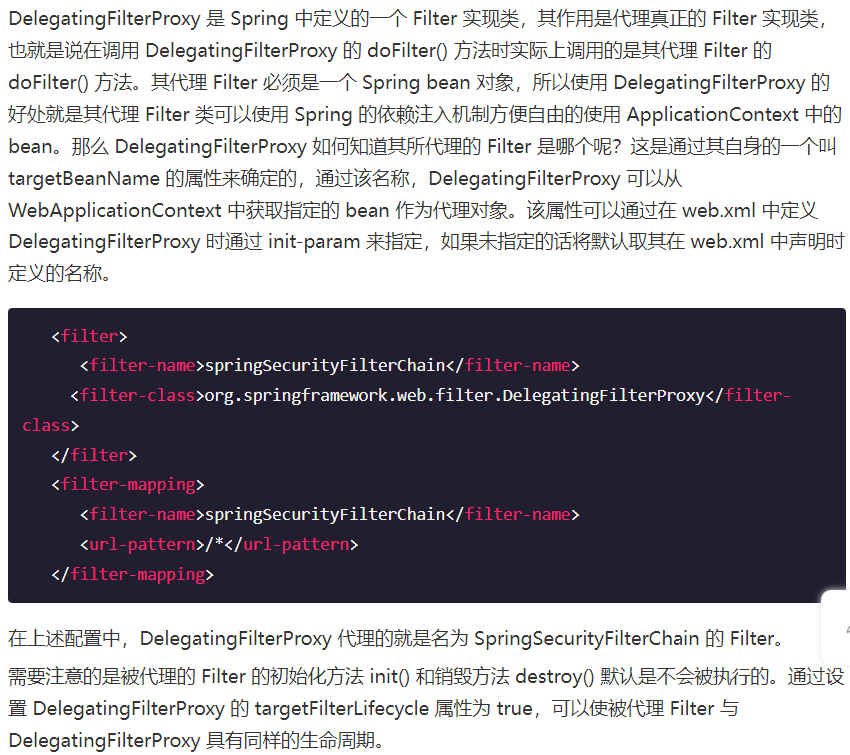 DelegatingFilterProxy 是 Spring 中定义的一个 Filter 实现类，其作用是代理真正的 Filter 实现类，
也就是说在调用 DelegatingFilterProxy 的 doFilter() 方法时实际上调用的是其代理 Filter 的
doFilter() 方法。其代理 Filter 必须是一个 Spring bean 对象，所以使用 DelegatingFilterProxy 的
好处就是其代理 Filter 类可以使用 Spring 的依赖注入机制方便自由的使用 ApplicationContext 中的
bean。那么 DelegatingFilterProxy 如何知道其所代理的 Filter 是哪个呢？这是通过其自身的一个叫
targetBeanName 的属性来确定的，通过该名称，DelegatingFilterProxy 可以从
WebApplicationContext 中获取指定的 bean 作为代理对象。该属性可以通过在 web.xml 中定义
DelegatingFilterProxy 时通过 init-param 来指定，如果未指定的话将默认取其在 web.xml 中声明时
定义的名称。
<filter>
<filter-name>springSecurityFilterChain</filter-name>
<filter-class>org.springframework.web.filter.DelegatingFilterProxy</filter-
class>
</filter>
<filter-mapping>
<filter-name>springSecurityFilterChain</filter-name>
<url-pattern>/*</url-pattern>
</filter-mapping>
在上述配置中，DelegatingFilterProxy 代理的就是名为 SpringSecurityFilterChain 的 Filter。
需要注意的是被代理的 Filter 的初始化方法 init() 和销毁方法 destroy() 默认是不会被执行的。通过设
置 DelegatingFilterProxy 的 targetFilterLifecycle 属性为 true，可以使被代理 Filter 与
DelegatingFilterProxy 具有同样的生命周期。